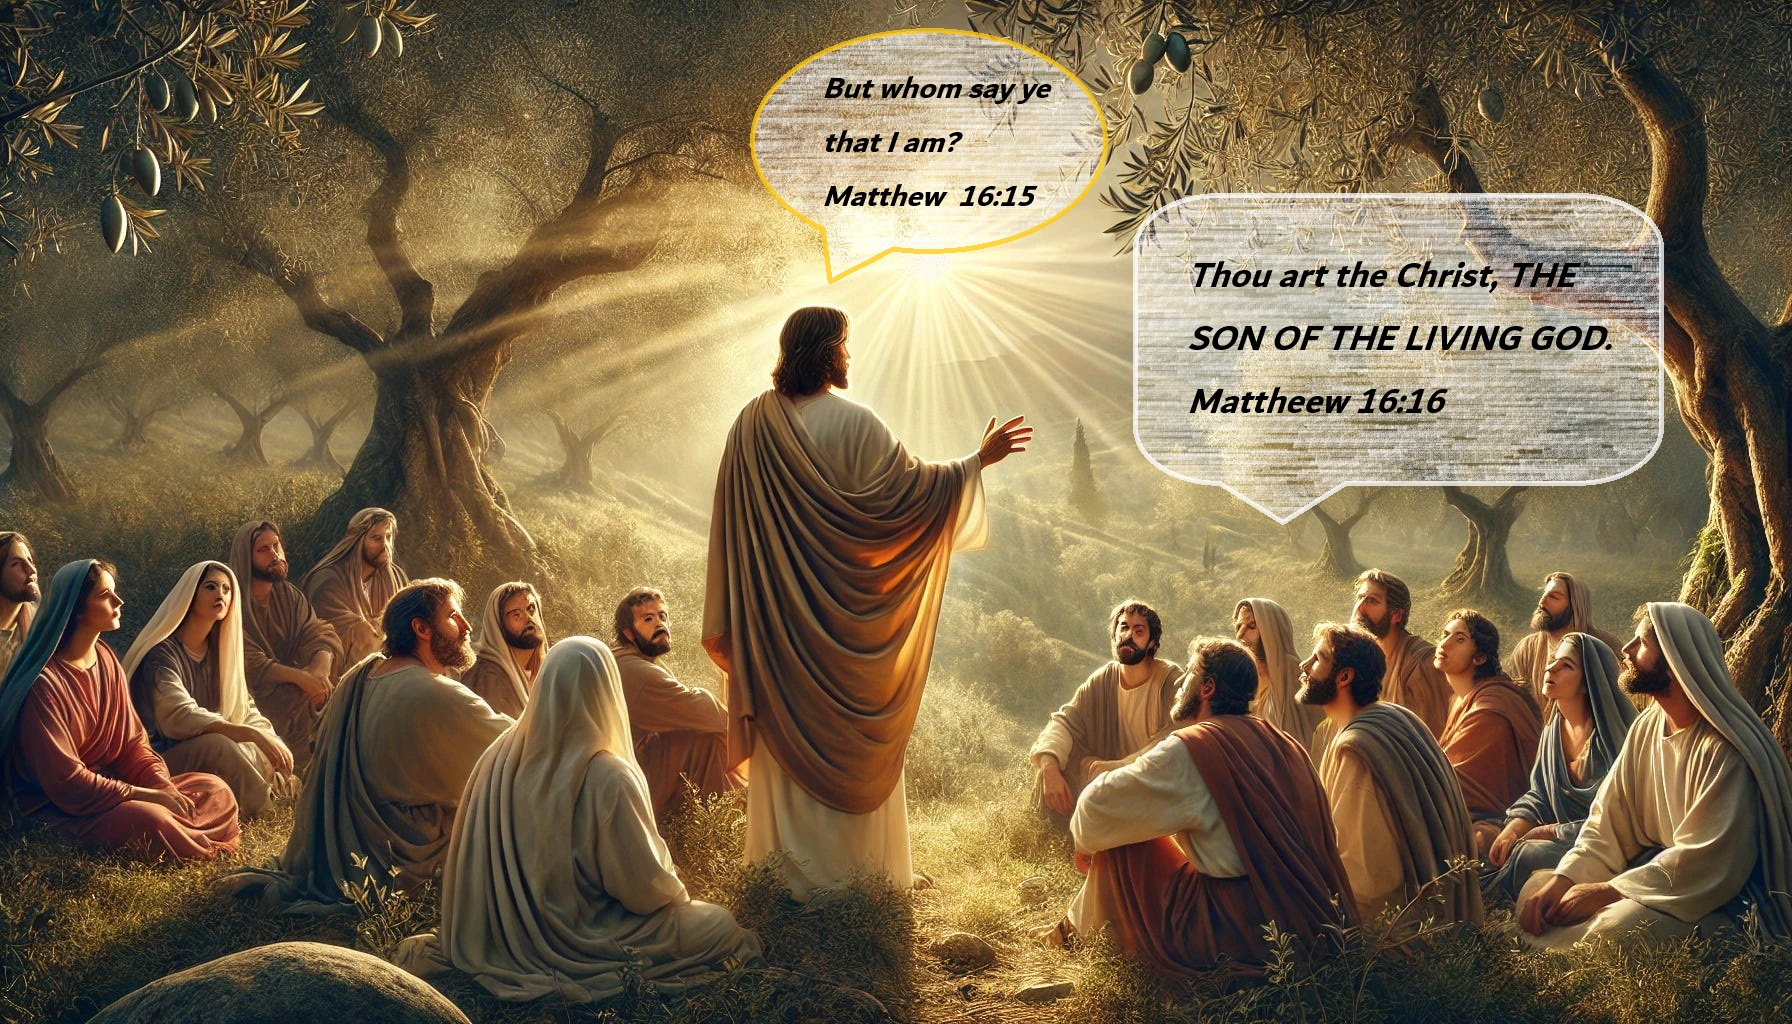 But whom say ye
that I am?
Matthew 16:15
Thou art the Christ, THE
SON OF THE LIVING GOD.
Mattheew 16:16